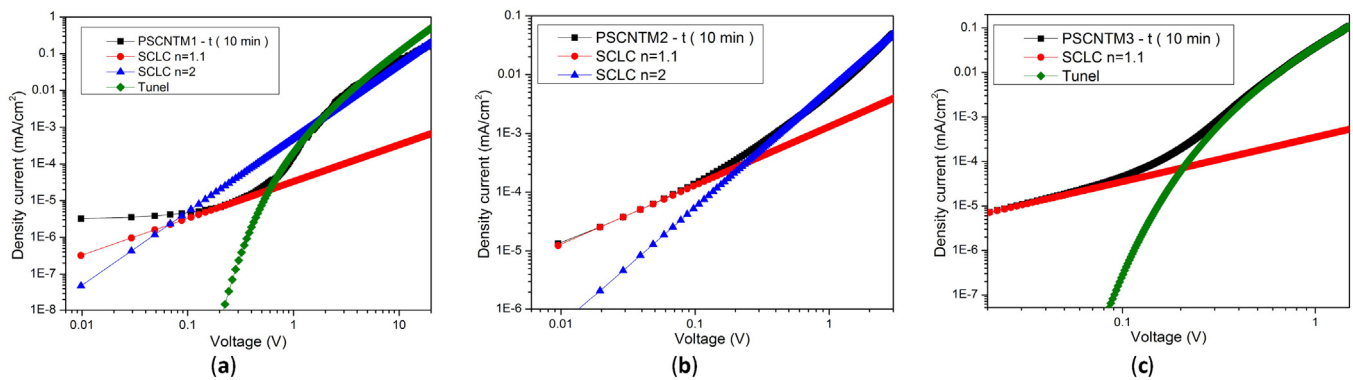 PSCNTM1 - t ( 10 min )
SCLC n=1.1
SCLC n=2
Tunel
Density current (mA/cm2)
1
0.1
0.01
1E-3
1E-4
1E-5
1E-6
1E-7
1E-8
0.01
0.1
1
10
Voltage (V)
(a)
PSCNTM2 - t ( 10 min )
SCLC n=1.1
SCLC n=2
Density current (mA/cm2)
0.1
0.01
1E-3
1E-4
1E-5
1E-6
0.01
0.1
1
Voltage (V)
(b)
PSCNTM3 - t ( 10 min )
SCLC n=1.1
Tunel
Density current (mA/cm2)
0.1
0.01
1E-3
1E-4
1E-5
1E-6
1E-7
0.1
1
Voltage (V)
(c)